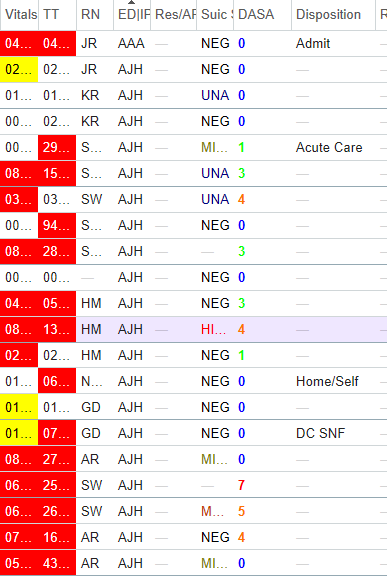 Vitals TT RN ED|IF Res/AF Suic S DASA Disposition R
04... 04... JR AAA — NEG 0 Admit
02... 02... JR AJH — NEG 0 —
01... 01... KR AJH — UNA 0 —
00... 02... KR AJH — NEG 0 —
00... 29... S... AJH — MI... 1 Acute Care
08... 15... S... AJH — UNA 3 —
03... 03... SW AJH — UNA 4 —
00... 94... S... AJH — NEG 0 —
08... 28... S... AJH — — 3 —
00... 00... — AJH — NEG 0 —
04... 05... HM AJH — NEG 3 —
08... 13... HM AJH — HI... 4 —
02... 02... HM AJH — NEG 1 —
01... 06... N... AJH — NEG 0 Home/Self
01... 01... GD AJH — NEG 0 —
01... 07... GD AJH — NEG 0 DC SNF
08... 27... AR AJH — MI... 0 —
06... 25... SW AJH — — 7 —
06... 26... SW AJH — M... 5 —
07... 16... AR AJH — NEG 4 —
05... 43... AR AJH — MI... 0 —